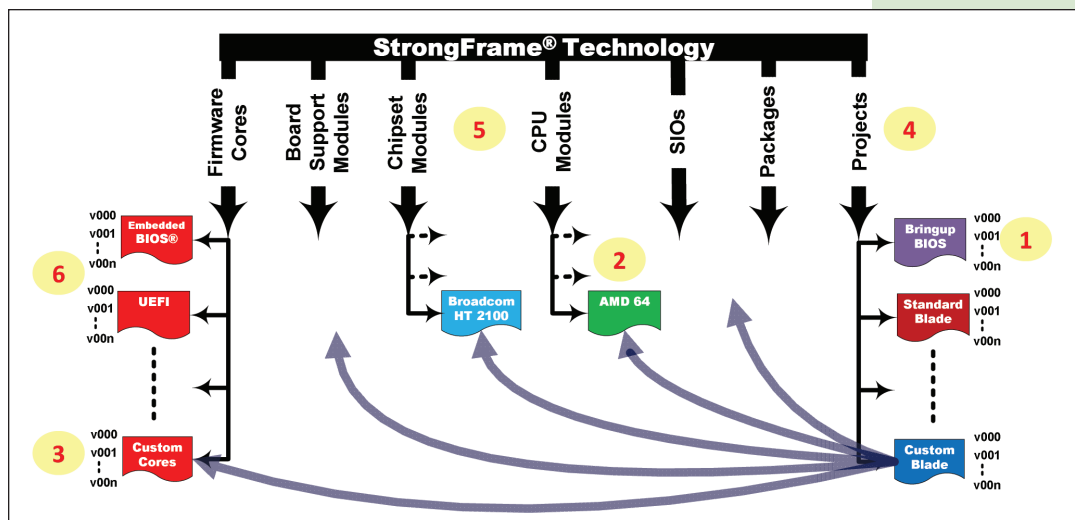 StrongFrame® Technology
Firmware
Cores
Board
Support
Modules
Chipset
Modules
5
CPU
Modules
SIOs
Packages
Projects
4
v000
v001
v00n
Embedded
BIOS®
6
v000
v001
v00n
UEFI
3
v000
v001
v00n
Custom
Cores
Broadcom
HT 2100
2
AMD 64
Bringup
BIOS
v000
v001
v00n
1
Standard
Blade
v000
v001
v00n
Custom
Blade
v000
v001
v00n